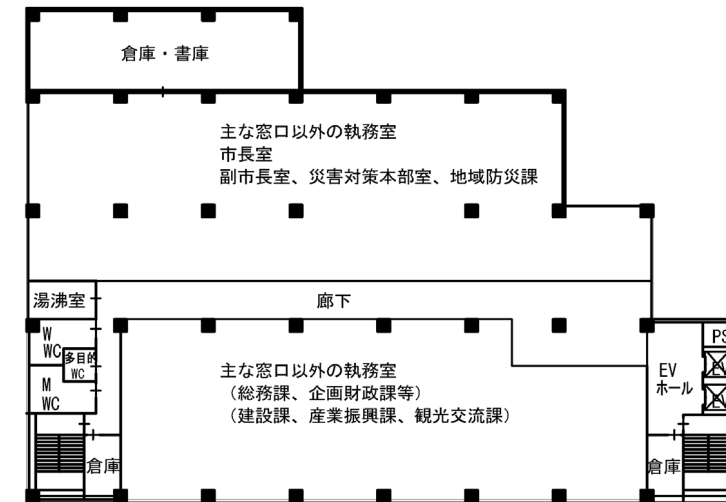 倉庫・書庫
主な窓口以外の執務室
市長室
副市長室、災害対策本部室、地域防災課
湯沸室
廊下
W
WC
多目的
WC
M
WC
主な窓口以外の執務室
（総務課、企画財政課等）
（建設課、産業振興課、観光交流課）
EV
ホール
PS
EV
EV
倉庫
倉庫